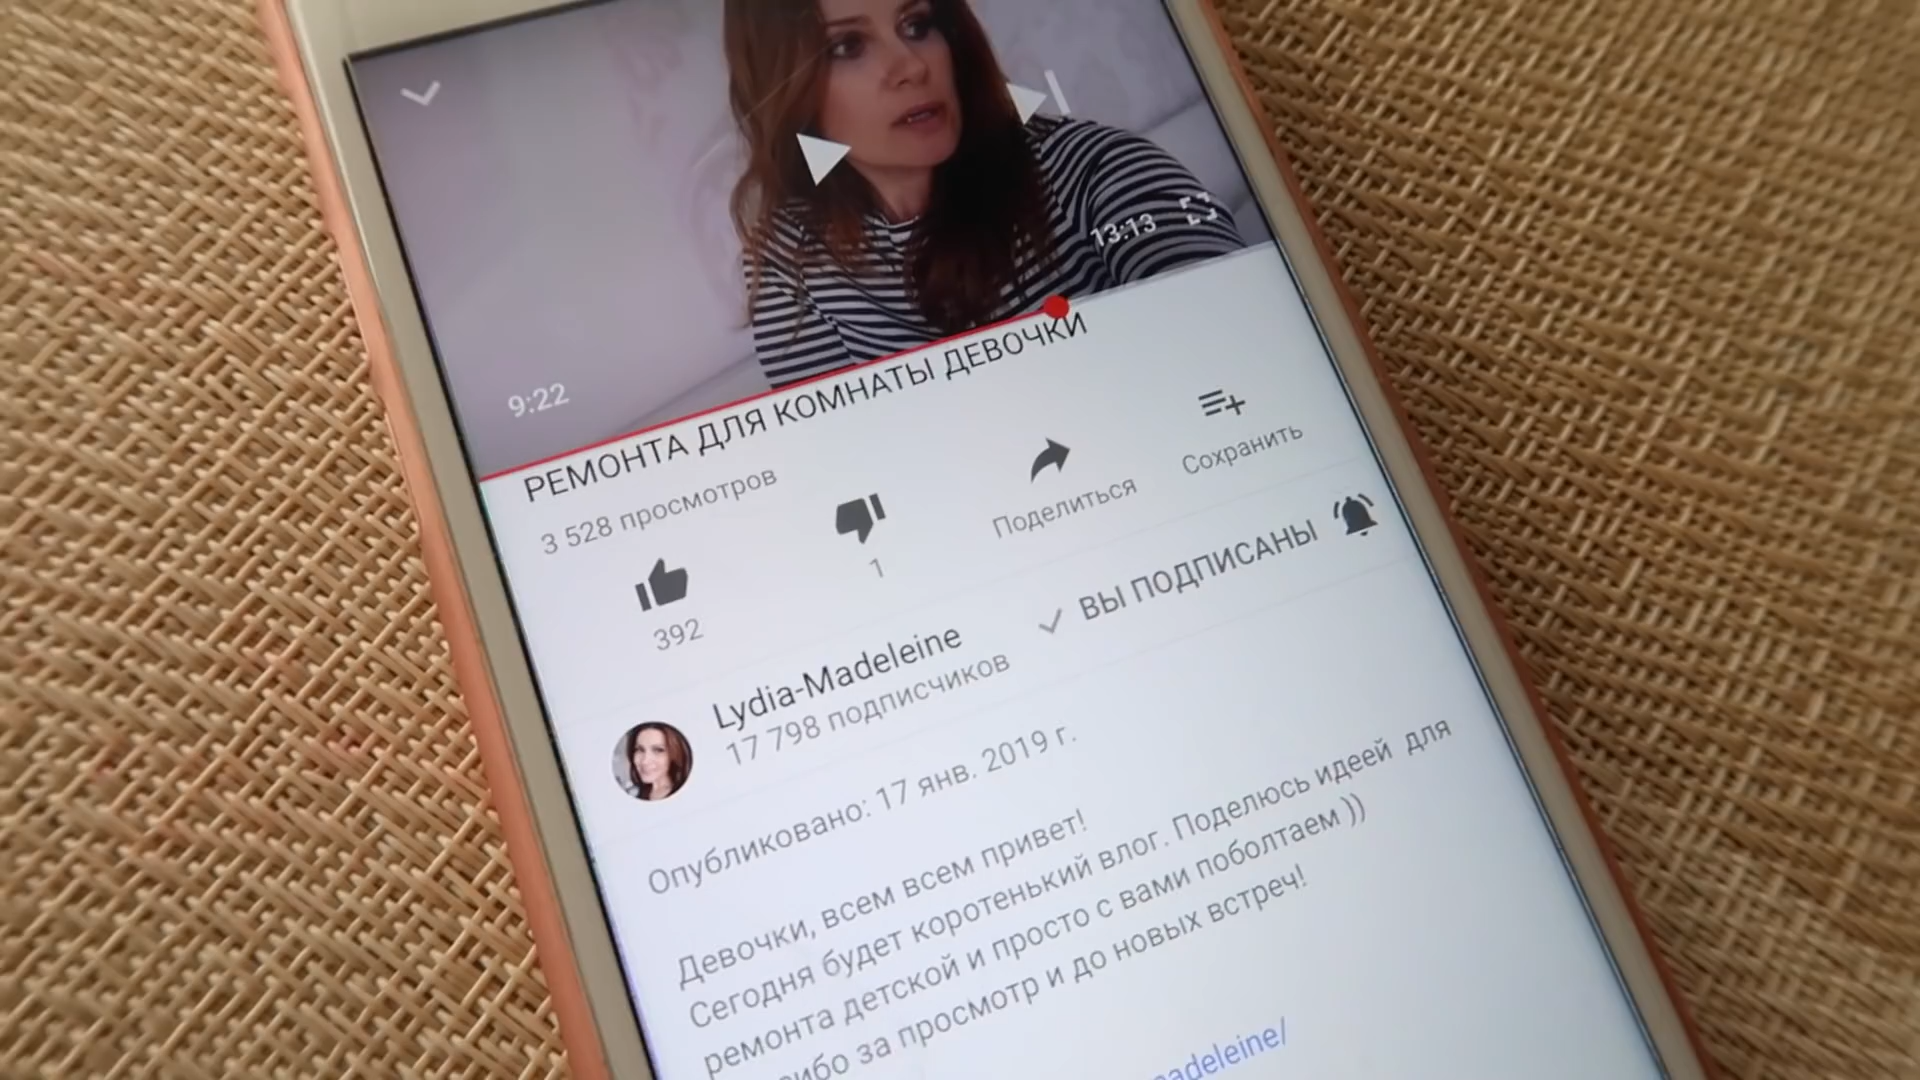 13:13
9:22
РЕМОНТА ДЛЯ КОМНАТЫ ДЕВОЧКИ
3 528 просмотров
392
1
Поделиться
Сохранить
Lydia-Madeleine
17 798 подписчиков
ВЫ ПОДПИСАНЫ
Опубликовано: 17 янв. 2019 г.
Девочки, всем всем привет!
Сегодня будет коротенький влог. Поделюсь идеей для
ремонта детской и просто с вами поболтаем ))
за просмотр и до новых встреч!